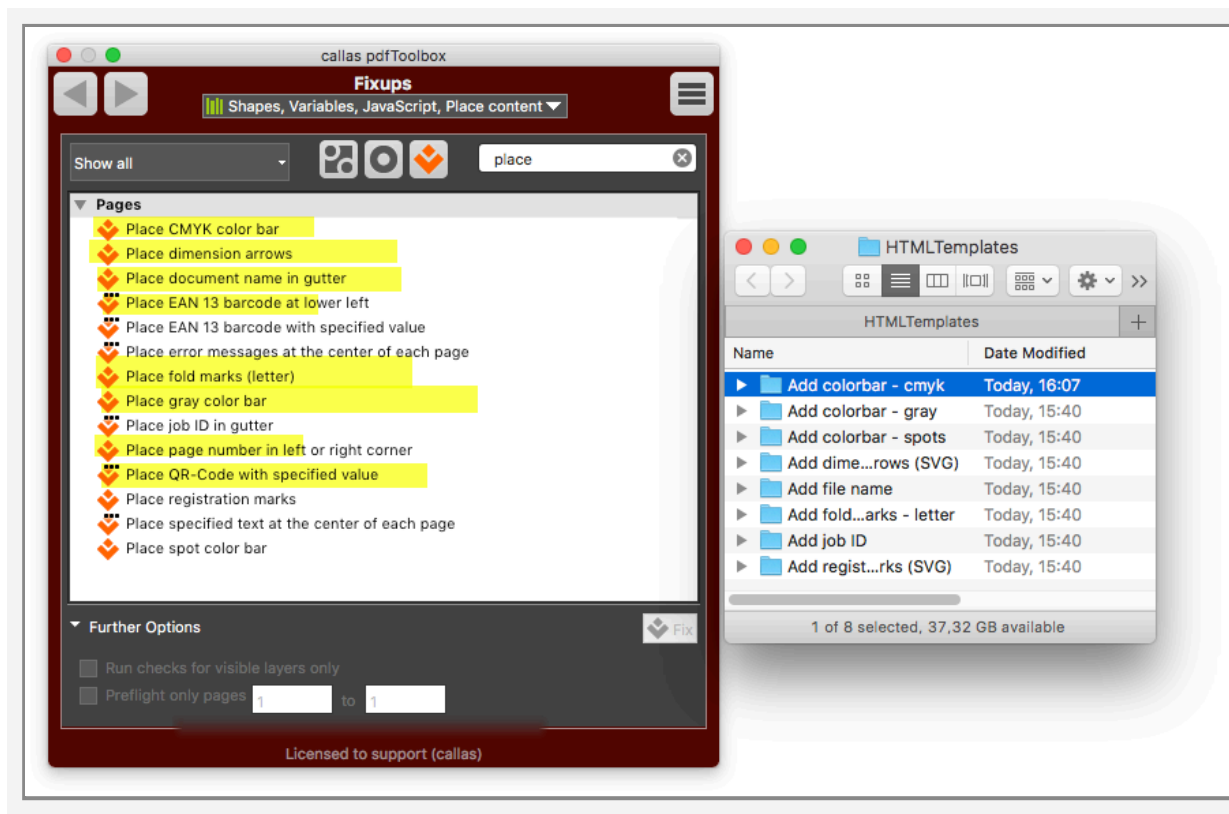 callas pdfToolbox
Fixups
Shapes, Variables, JavaScript, Place content
Show all
place
Pages
Place CMYK color bar
Place dimension arrows
Place document name in gutter
Place EAN 13 barcode at lower left
Place EAN 13 barcode with specified value
Place error messages at the center of each page
Place fold marks (letter)
Place gray color bar
Place job ID in gutter
Place page number in left or right corner
Place QR-Code with specified value
Place registration marks
Place specified text at the center of each page
Place spot color bar
Further Options
Fix
Run checks for visible layers only
Preflight only pages 1 to 1
Licensed to support (callas)
HTMLTemplates
HTMLTemplates
Name Date Modified
Add colorbar - cmyk Today, 16:07
Add colorbar - gray Today, 15:40
Add colorbar - spots Today, 15:40
Add dime...rows (SVG) Today, 15:40
Add file name Today, 15:40
Add fold...arks - letter Today, 15:40
Add job ID Today, 15:40
Add regist...rks (SVG) Today, 15:40
1 of 8 selected, 37,32 GB available